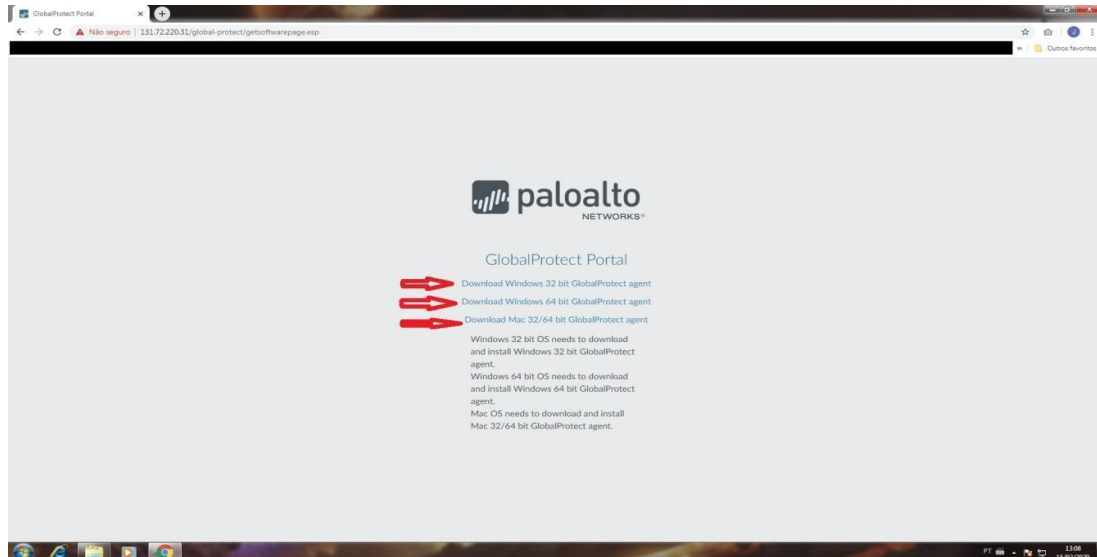 GlobalProtect Portal
Não seguro | 131.72.220.31/global-protect/getsoftwarepage.esp
J
» Outros favoritos
paloalto
NETWORKS®
GlobalProtect Portal
Download Windows 32 bit GlobalProtect agent
Download Windows 64 bit GlobalProtect agent
Download Mac 32/64 bit GlobalProtect agent
Windows 32 bit OS needs to download
and install Windows 32 bit GlobalProtect
agent.
Windows 64 bit OS needs to download
and install Windows 64 bit GlobalProtect
agent.
Mac OS needs to download and install
Mac 32/64 bit GlobalProtect agent.
PT
13:08